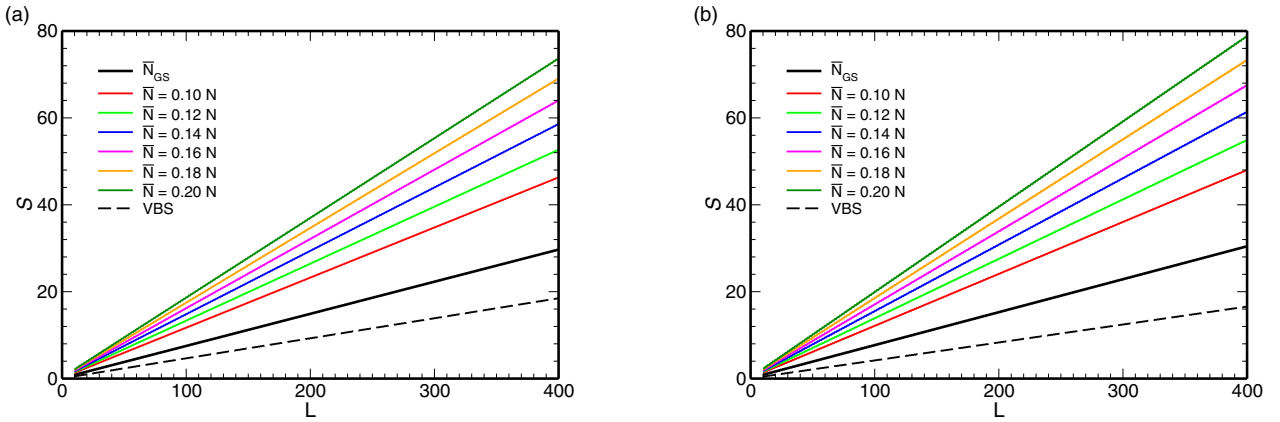 (a)
80
60
40
20
0
S
N̅GS
N̅ = 0.10 N
N̅ = 0.12 N
N̅ = 0.14 N
N̅ = 0.16 N
N̅ = 0.18 N
N̅ = 0.20 N
VBS
0 100 200 300 400
L
(b)
80
60
40
20
0
S
N̅GS
N̅ = 0.10 N
N̅ = 0.12 N
N̅ = 0.14 N
N̅ = 0.16 N
N̅ = 0.18 N
N̅ = 0.20 N
VBS
0 100 200 300 400
L